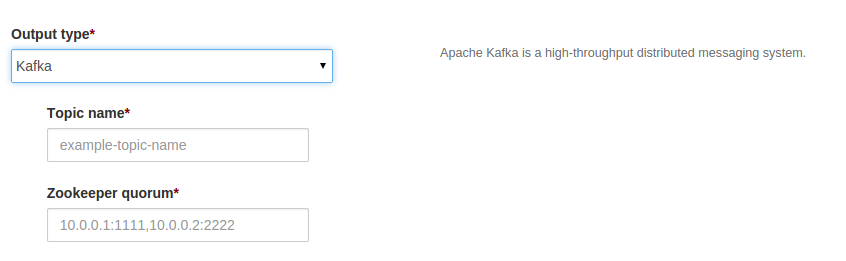 Output type*
Kafka
Apache Kafka is a high-throughput distributed messaging system.
Topic name*
example-topic-name
Zookeeper quorum*
10.0.0.1:1111,10.0.0.2:2222